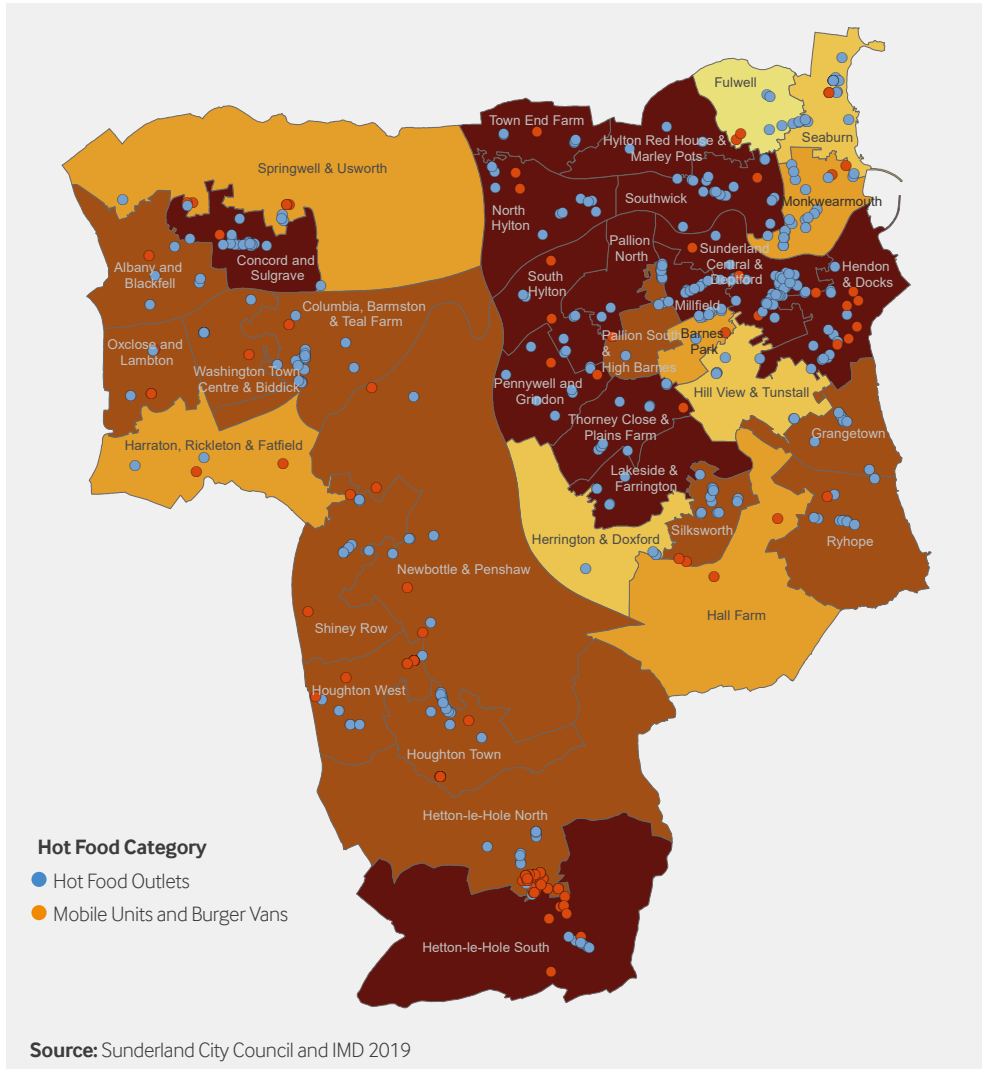 Fulwell
Town End Farm
Hylton Red House &
Marley Pots
Seaburn
Springwell & Usworth
Southwick
Monkwearmouth
North
Hylton
Pallion
North
Sunderland
Central &
Deptford
Hendon
& Docks
Concord and
Sulgrave
Albany and
Blackfell
South
Hylton
Millfield
Columbia, Barmston
& Teal Farm
Pallion South
&
High Barnes
Barnes
Park
Oxclose and
Lambton
Washington Town
Centre & Biddick
Pennywell and
Grindon
Hill View & Tunstall
Thorney Close &
Plains Farm
Grangetown
Harraton, Rickleton & Fatfield
Lakeside &
Farrington
Silksworth
Herrington & Doxford
Ryhope
Newbottle & Penshaw
Hall Farm
Shiney Row
Houghton West
Houghton Town
Hetton-le-Hole North
Hot Food Category
Hot Food Outlets
Mobile Units and Burger Vans
Hetton-le-Hole South
Source: Sunderland City Council and IMD 2019